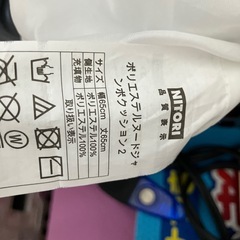 NITORI
品質表示
ポリエステルヌードジャ
ンボクッション2
サイズ 幅65cm 丈65cm
側生地 ポリエステル100%
充填物 ポリエステル100%
取り扱い表示